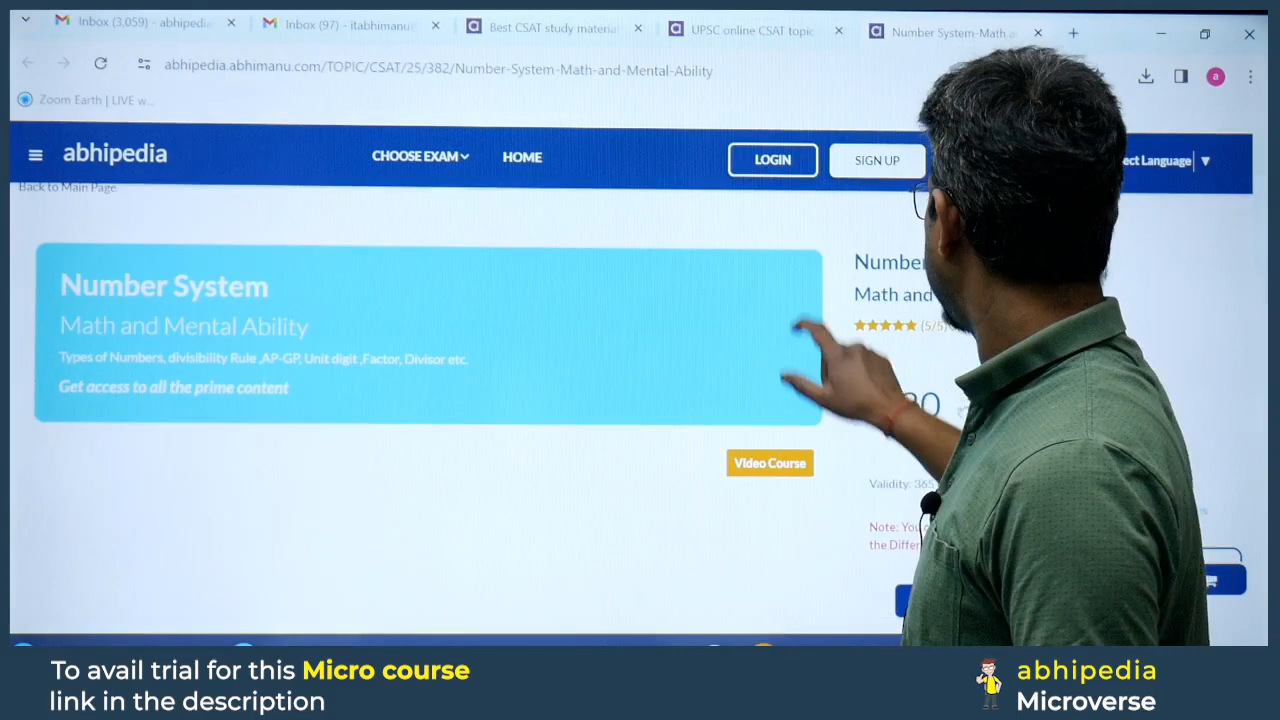 Inbox (3,059) - abhipedia
Inbox (97) - itabhimanu
Best CSAT study material
UPSC online CSAT topic
Number System-Math a
abhipedia.abhimanu.com/TOPIC/CSAT/25/382/Number-System-Math-and-Mental-Ability
a
Zoom Earth | LIVE w...
abhipedia
CHOOSE EXAM
HOME
LOGIN
SIGN UP
ect Language
Back to Main Page
Number System
Math and Mental Ability
Types of Numbers, divisibility Rule ,AP-GP, Unit digit ,Factor, Divisor etc.
Get access to all the prime content
Video Course
Number
Math and
(5/5)
Validity: 365
Note: You
the Differ
To avail trial for this Micro course
link in the description
abhipedia
Microverse